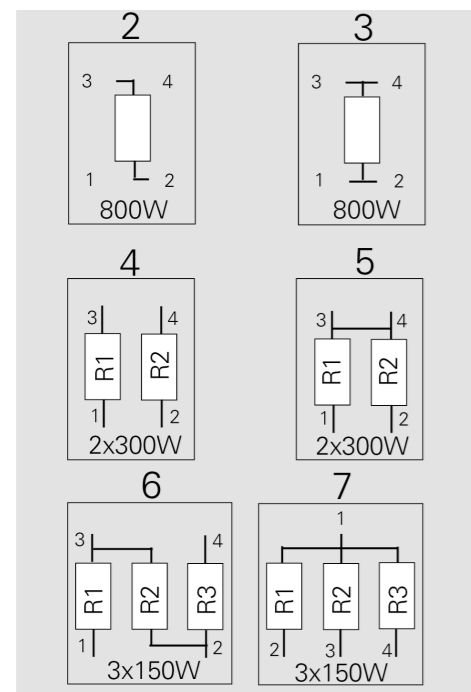 2 3
3 4 3 4
1 2 1 2
800W 800W
4 5
3 4 3 4
R1 R2 R1 R2
1 2 1 2
2x300W 2x300W
6 7
1
3 4
R1 R2 R3 R1 R2 R3
1 2 2 3 4
3x150W 3x150W